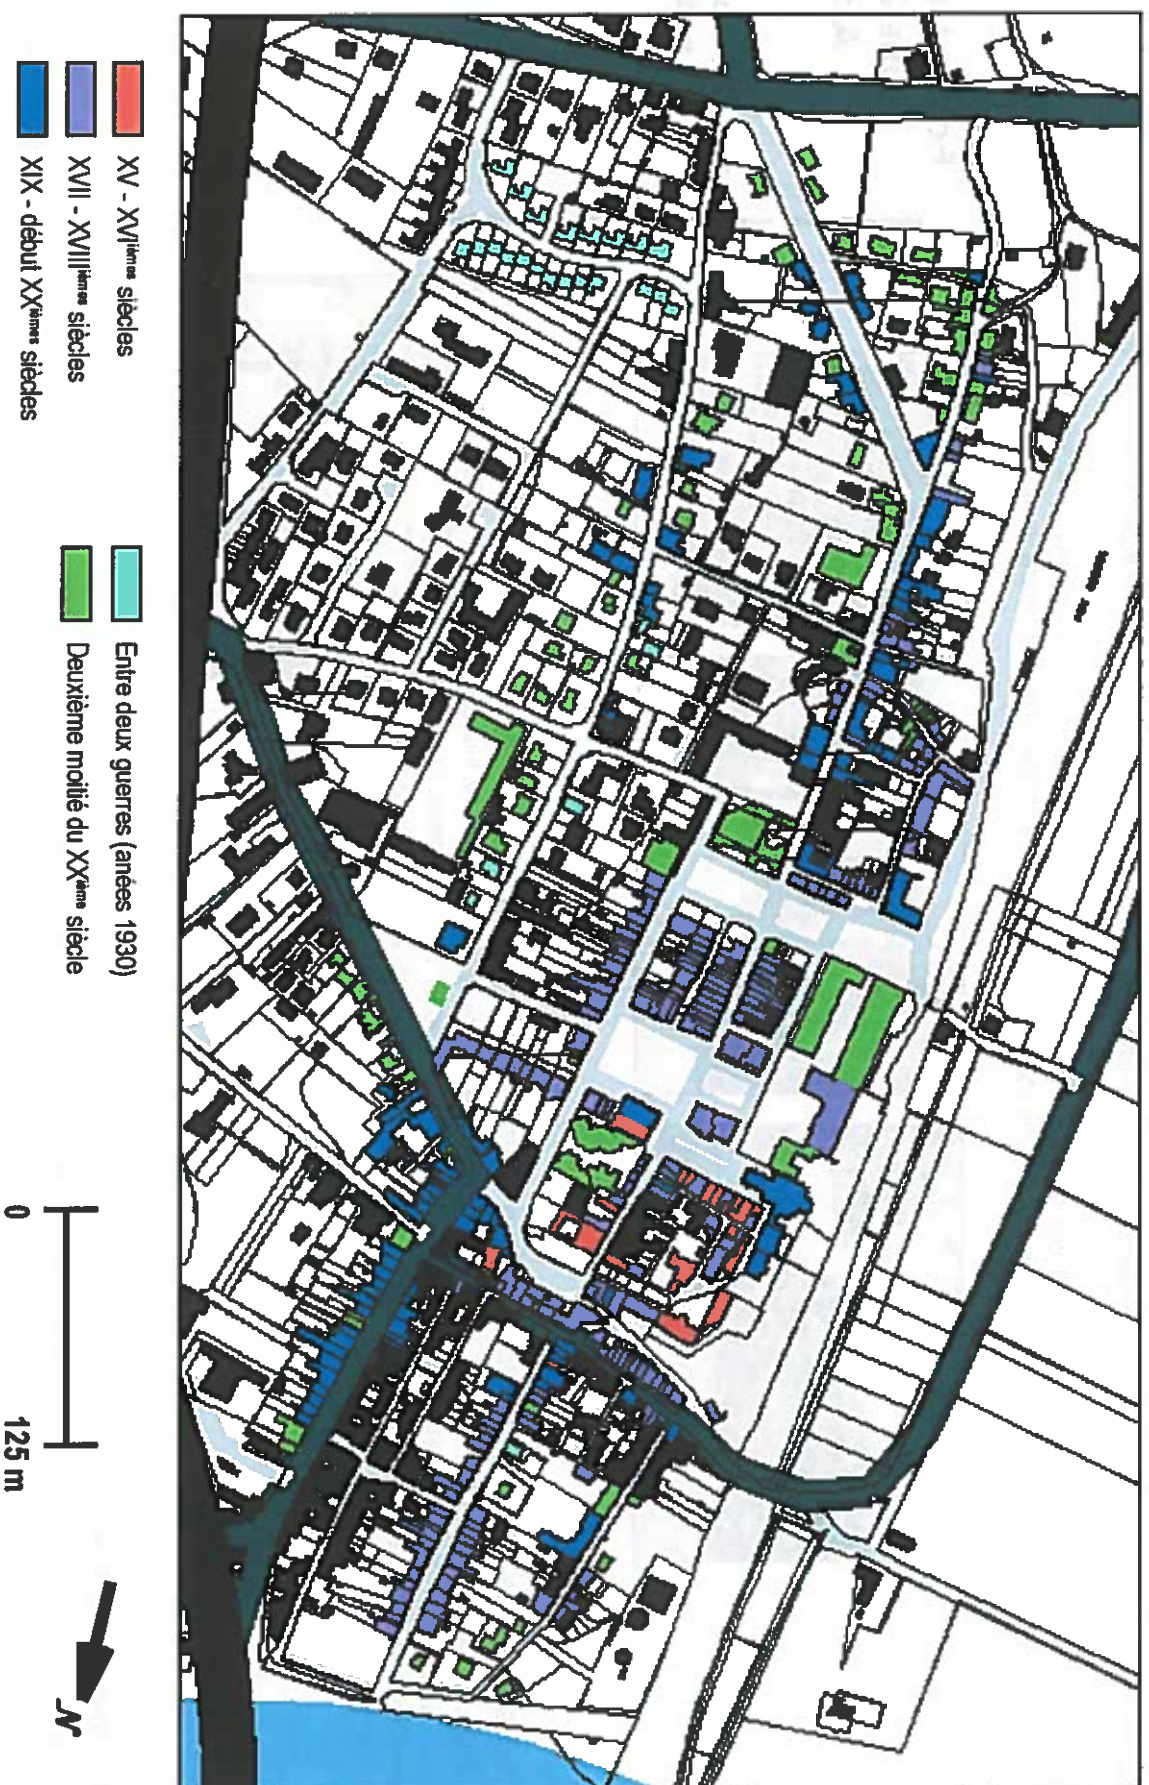 XV - XVIièmes siècles
XVII - XVIIIièmes siècles
XIX - début XXièmes siècles
Entre deux guerres (anées 1930)
Deuxième moitié du XXième siècle
0 125 m
N